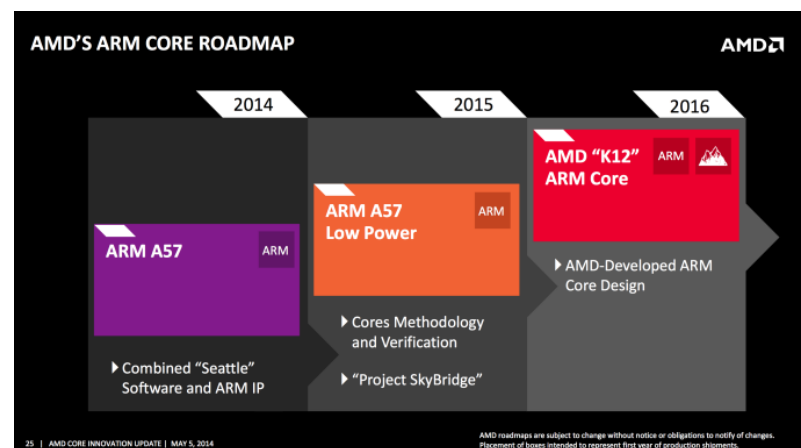 AMD'S ARM CORE ROADMAP
AMD
2014
2015
2016
ARM A57
ARM
Combined “Seattle”
Software and ARM IP
ARM A57
Low Power
ARM
Cores Methodology
and Verification
“Project SkyBridge”
AMD “K12”
ARM Core
ARM
AMD-Developed ARM
Core Design
25 | AMD CORE INNOVATION UPDATE | MAY 5, 2014
AMD roadmaps are subject to change without notice or obligations to notify of changes.
Placement of boxes intended to represent first year of production shipments.